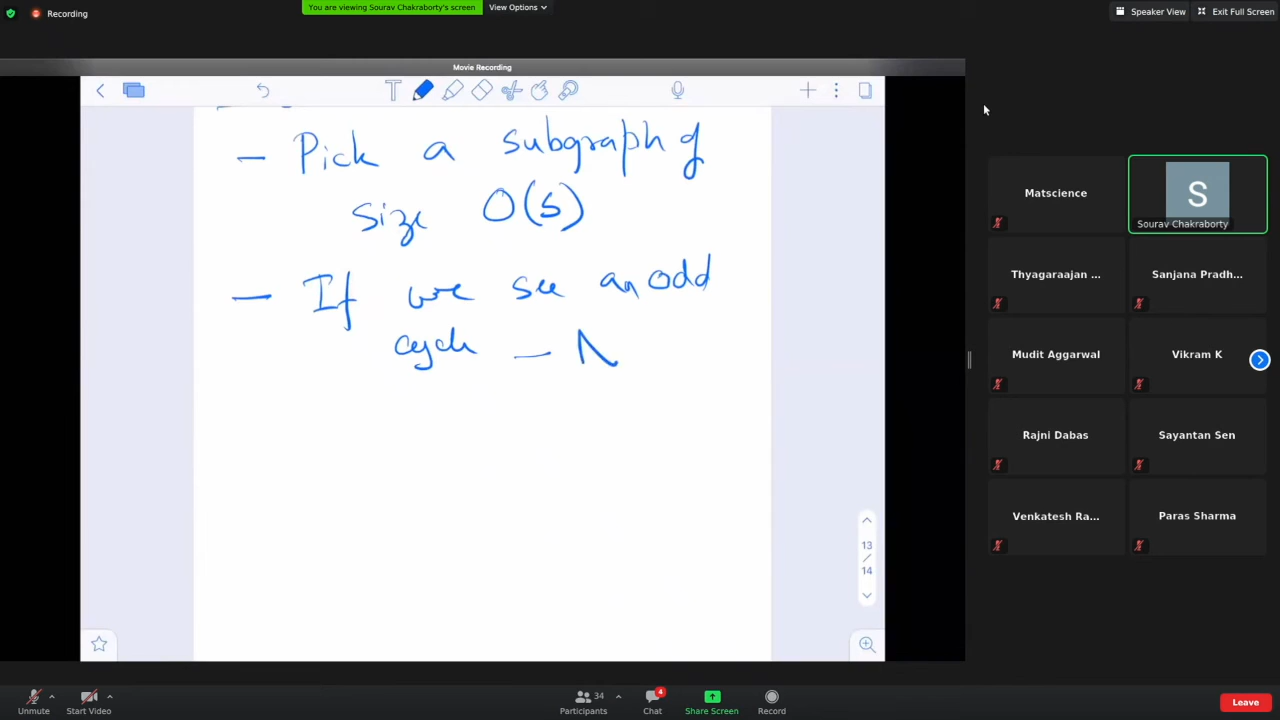 Recording
You are viewing Sourav Chakraborty's screen
View Options
Speaker View
Exit Full Screen
Movie Recording
T
– Pick a subgraph of
size O(s)
– If we see an odd
cycle – N
13
/
14
Matscience
S
Sourav Chakraborty
Thyagaraajan ...
Sanjana Pradh...
Mudit Aggarwal
Vikram K
Rajni Dabas
Sayantan Sen
Venkatesh Ra...
Paras Sharma
Unmute
Start Video
34
Participants
4
Chat
Share Screen
Record
Leave